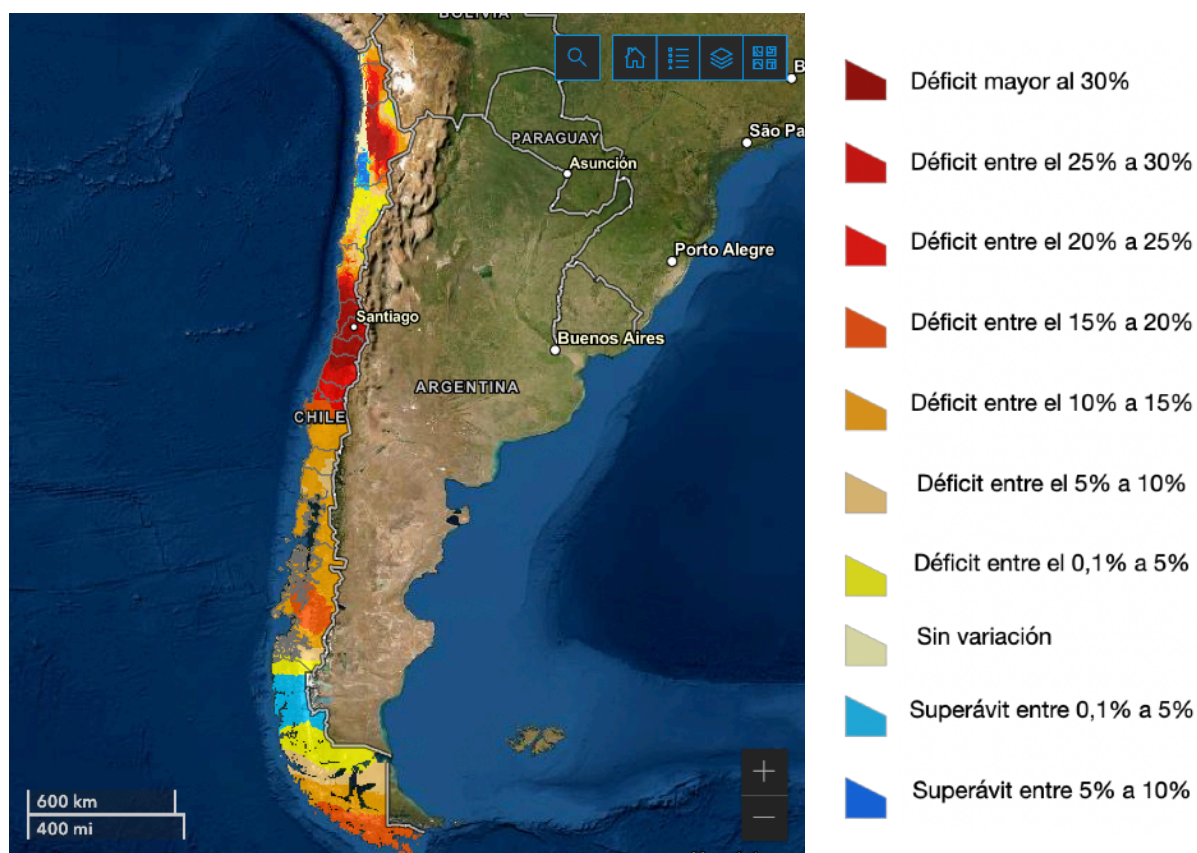 BOLIVIA
B
PARAGUAY
São Pa
Asunción
Porto Alegre
Santiago
Buenos Aires
ARGENTINA
CHILE
600 km
400 mi
Déficit mayor al 30%
Déficit entre el 25% a 30%
Déficit entre el 20% a 25%
Déficit entre el 15% a 20%
Déficit entre el 10% a 15%
Déficit entre el 5% a 10%
Déficit entre el 0,1% a 5%
Sin variación
Superávit entre 0,1% a 5%
Superávit entre 5% a 10%